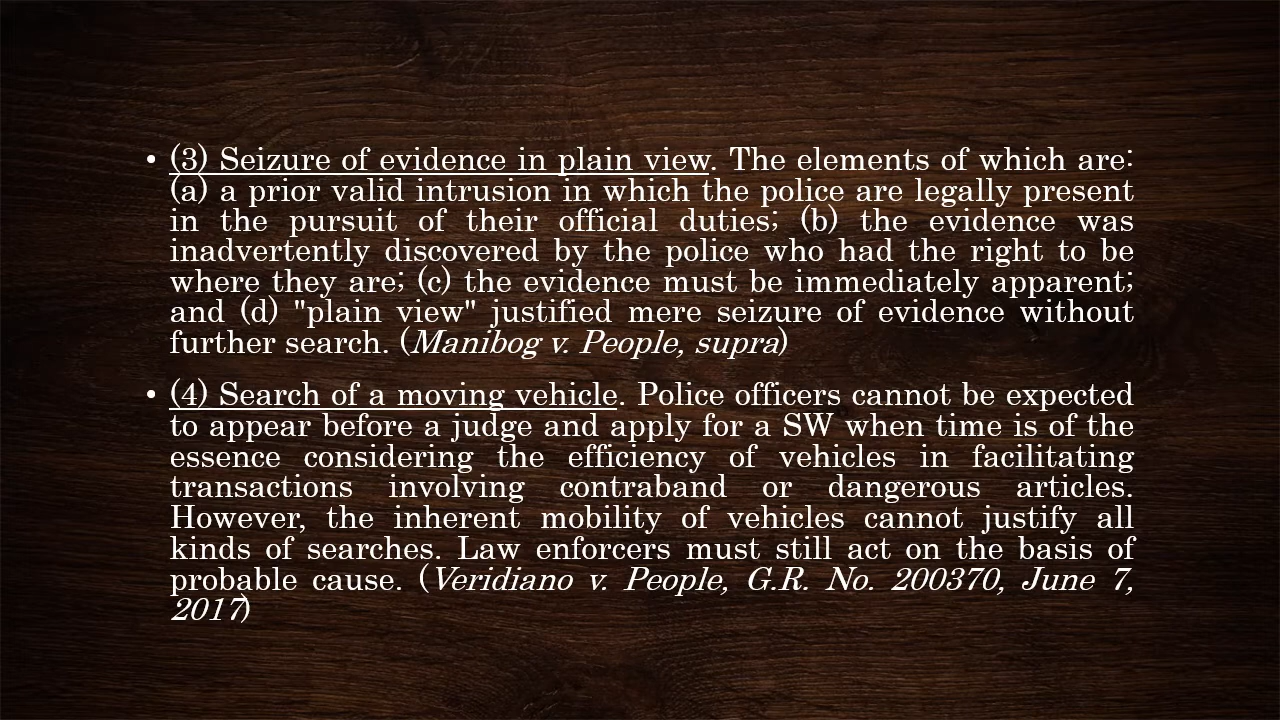 • (3) Seizure of evidence in plain view. The elements of which are:
(a) a prior valid intrusion in which the police are legally present
in the pursuit of their official duties; (b) the evidence was
inadvertently discovered by the police who had the right to be
where they are; (c) the evidence must be immediately apparent;
and (d) "plain view" justified mere seizure of evidence without
further search. (Manibog v. People, supra)
• (4) Search of a moving vehicle. Police officers cannot be expected
to appear before a judge and apply for a SW when time is of the
essence considering the efficiency of vehicles in facilitating
transactions involving contraband or dangerous articles.
However, the inherent mobility of vehicles cannot justify all
kinds of searches. Law enforcers must still act on the basis of
probable cause. (Veridiano v. People, G.R. No. 200370, June 7,
2017)